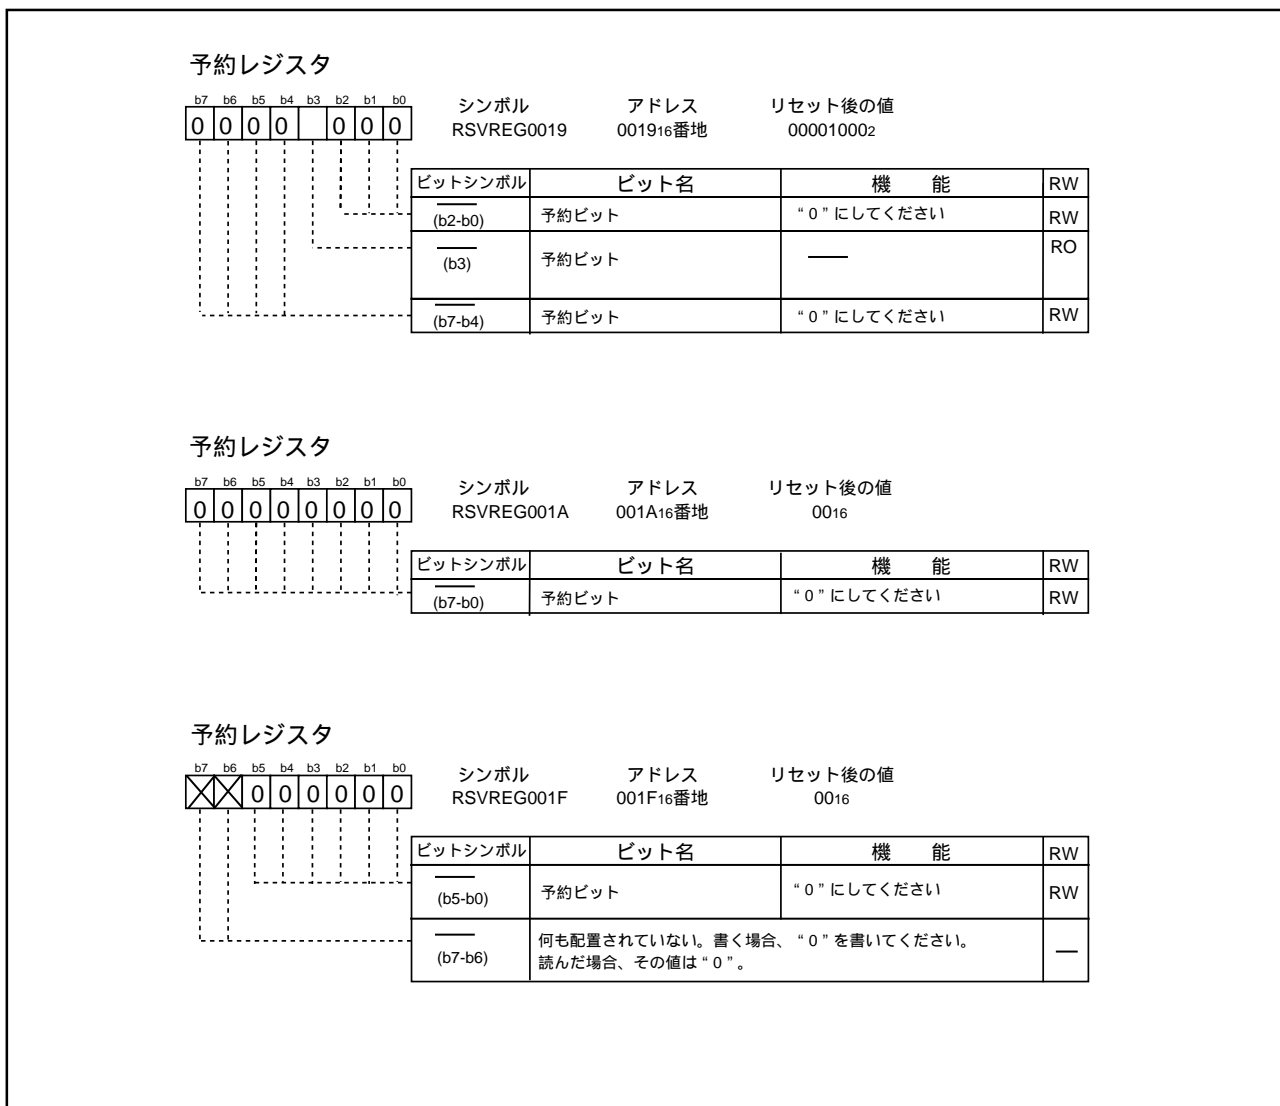 予約レジスタ
b7 b6 b5 b4 b3 b2 b1 b0
0 0 0 0 0 0 0
シンボル アドレス リセット後の値
RSVREG0019 001916番地 000010002
ビットシンボル ビット名 機 能 RW
(b2-b0) 予約ビット “0”にしてください RW
(b3) 予約ビット —— RO
(b7-b4) 予約ビット “0”にしてください RW
予約レジスタ
b7 b6 b5 b4 b3 b2 b1 b0
0 0 0 0 0 0 0 0
シンボル アドレス リセット後の値
RSVREG001A 001A16番地 0016
ビットシンボル ビット名 機 能 RW
(b7-b0) 予約ビット “0”にしてください RW
予約レジスタ
b7 b6 b5 b4 b3 b2 b1 b0
0 0 0 0 0 0
シンボル アドレス リセット後の値
RSVREG001F 001F16番地 0016
ビットシンボル ビット名 機 能 RW
(b5-b0) 予約ビット “0”にしてください RW
(b7-b6) 何も配置されていない。書く場合、“0”を書いてください。 —
読んだ場合、その値は“0”。